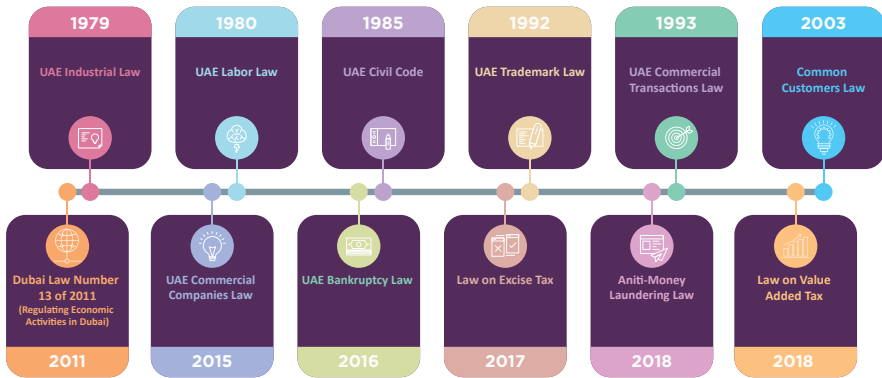 1979
UAE Industrial Law
1980
UAE Labor Law
1985
UAE Civil Code
1992
UAE Trademark Law
1993
UAE Commercial
Transactions Law
2003
Common
Customers Law
Dubai Law Number
13 of 2011
(Regulating Economic
Activities in Dubai)
2011
UAE Commercial
Companies Law
2015
UAE Bankruptcy Law
2016
Law on Excise Tax
2017
Aniti-Money
Laundering Law
2018
Law on Value
Added Tax
2018